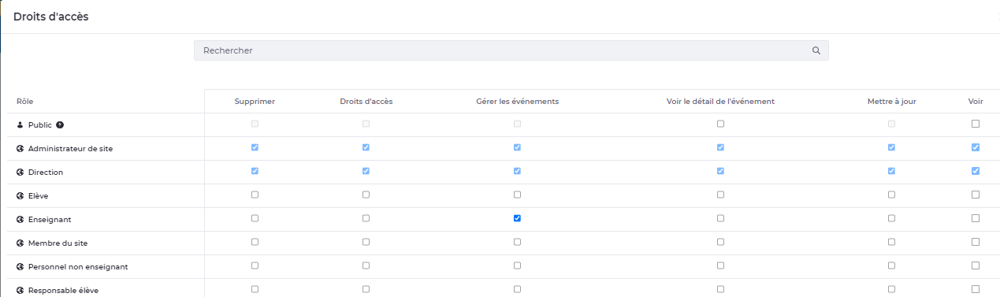 Droits d'accès
Rechercher
Rôle Supprimer Droits d'accès Gérer les événements Voir le détail de l'événement Mettre à jour Voir
Public
Administrateur de site
Direction
Elève
Enseignant
Membre du site
Personnel non enseignant
Responsable élève